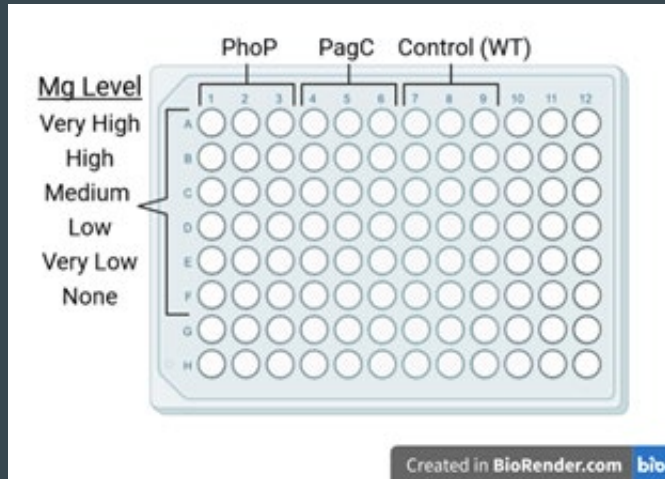 PhoP PagC Control (WT)
Mg Level
1 2 3 4 5 6 7 8 9 10 11 12
Very High
A
High
B
Medium
C
Low
D
Very Low
E
None
F
G
H
Created in BioRender.com bio